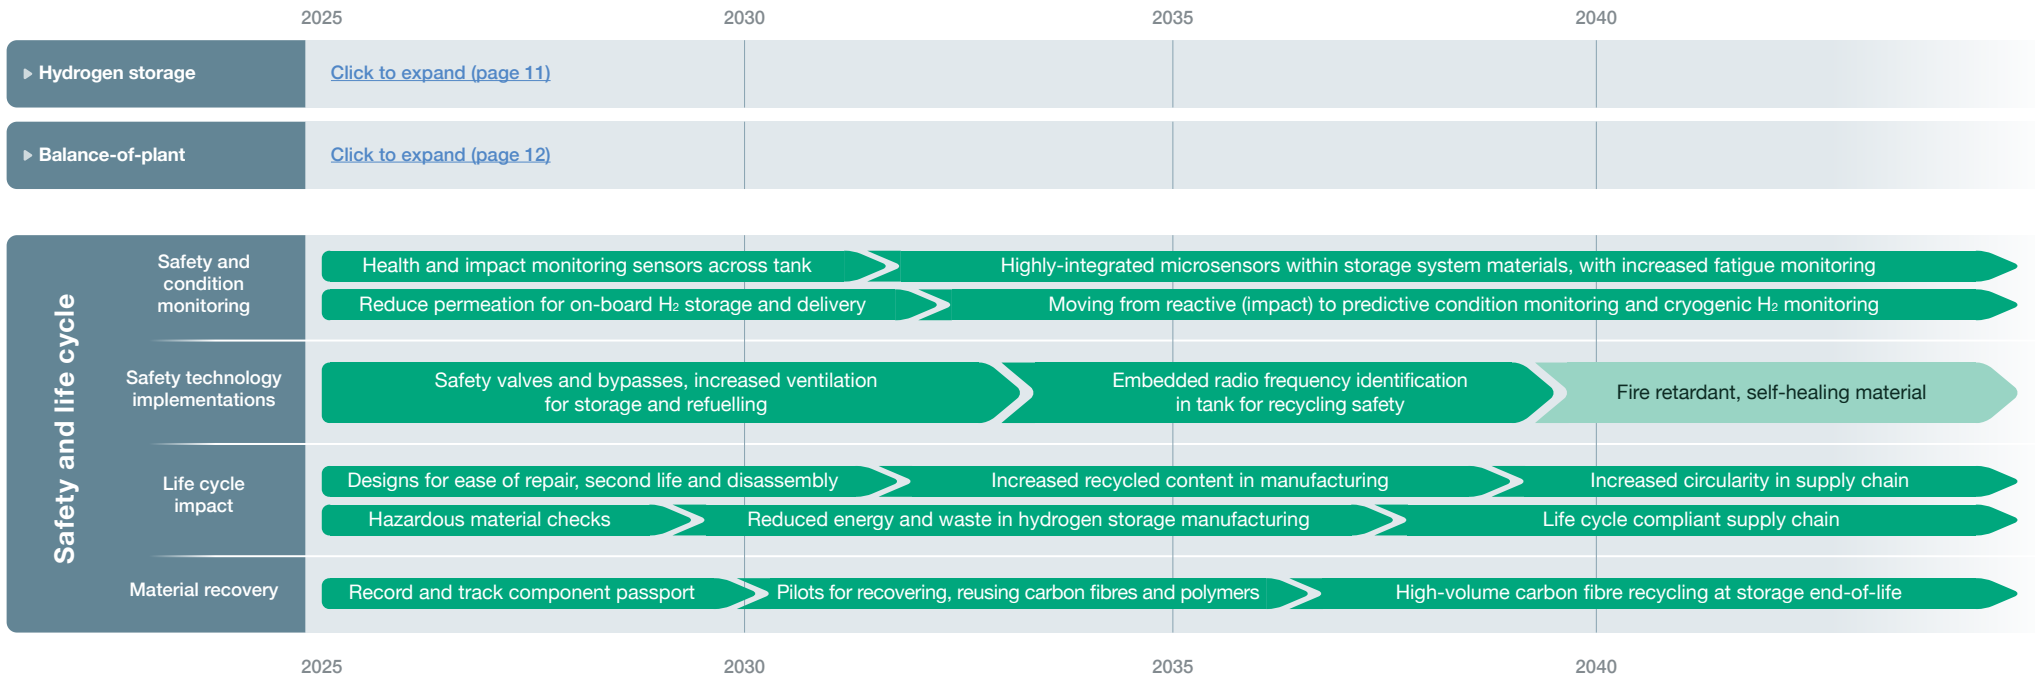 2025 2030 2035 2040
Hydrogen storage
Click to expand (page 11)
Balance-of-plant
Click to expand (page 12)
Safety and life cycle
Safety and
condition
monitoring
Health and impact monitoring sensors across tank
Highly-integrated microsensors within storage system materials, with increased fatigue monitoring
Reduce permeation for on-board H₂ storage and delivery
Moving from reactive (impact) to predictive condition monitoring and cryogenic H₂ monitoring
Safety technology
implementations
Safety valves and bypasses, increased ventilation
for storage and refuelling
Embedded radio frequency identification
in tank for recycling safety
Fire retardant, self-healing material
Life cycle
impact
Designs for ease of repair, second life and disassembly
Increased recycled content in manufacturing
Increased circularity in supply chain
Hazardous material checks
Reduced energy and waste in hydrogen storage manufacturing
Life cycle compliant supply chain
Material recovery
Record and track component passport
Pilots for recovering, reusing carbon fibres and polymers
High-volume carbon fibre recycling at storage end-of-life
2025 2030 2035 2040